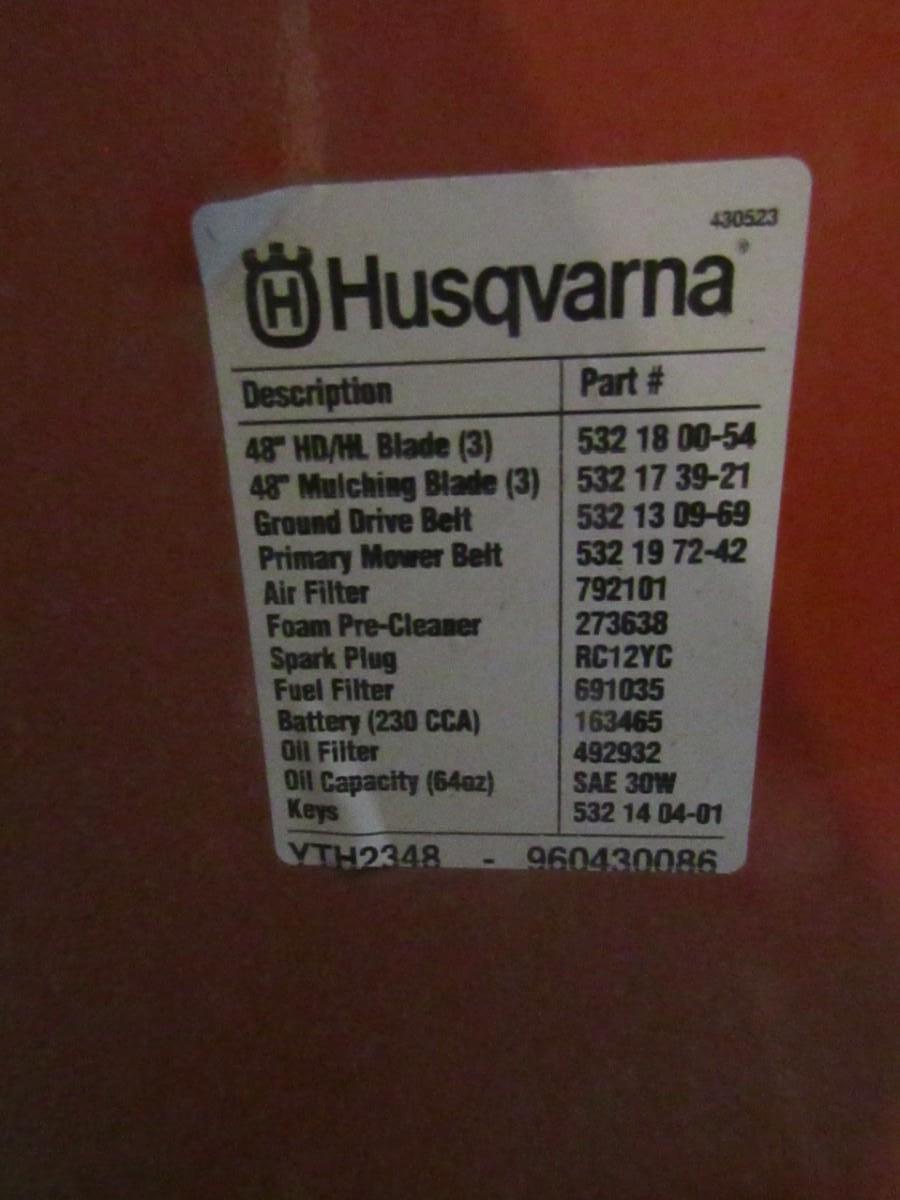 430523
Husqvarna®
Description Part #
48" HD/HL Blade (3) 532 18 00-54
48" Mulching Blade (3) 532 17 39-21
Ground Drive Belt 532 13 09-69
Primary Mower Belt 532 19 72-42
Air Filter 792101
Foam Pre-Cleaner 273638
Spark Plug RC12YC
Fuel Filter 691035
Battery (230 CCA) 163465
Oil Filter 492932
Oil Capacity (64oz) SAE 30W
Keys 532 14 04-01
YTH2348 - 960430086